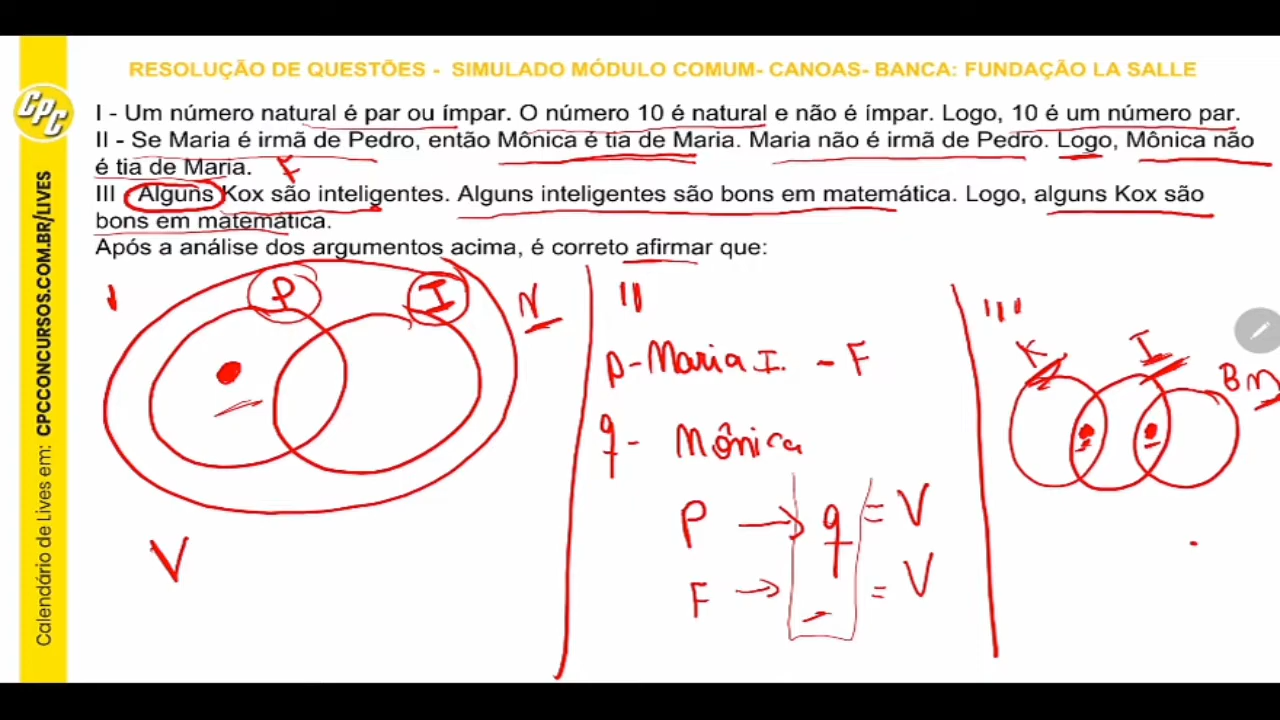 RESOLUÇÃO DE QUESTÕES - SIMULADO MÓDULO COMUM- CANOAS- BANCA: FUNDAÇÃO LA SALLE
CPC
I - Um número natural é par ou ímpar. O número 10 é natural e não é ímpar. Logo, 10 é um número par.
II - Se Maria é irmã de Pedro, então Mônica é tia de Maria. Maria não é irmã de Pedro. Logo, Mônica não
é tia de Maria.
F
III - Alguns Kox são inteligentes. Alguns inteligentes são bons em matemática. Logo, alguns Kox são
bons em matemática.
Após a análise dos argumentos acima, é correto afirmar que:
Calendário de Lives em: CPCCONCURSOS.COM.BR/LIVES
I
P
I
N
V
II
p - Maria I. - F
q - Mônica
P → q = V
F → = V
III
K
I
BM